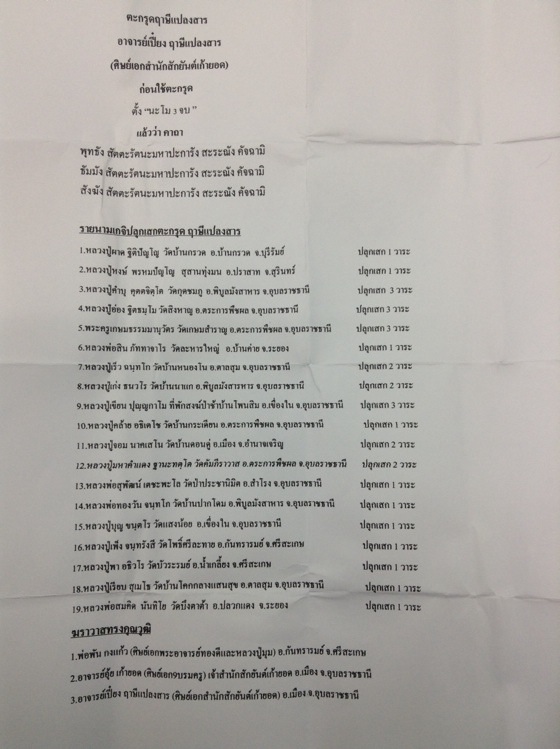 ตะกรุดฤาษีแปลงสาร
อาจารย์เปี๋ยง ฤาษีแปลงสาร
(ศิษย์เอกสำนักสักยันต์เก้ายอด)
ก่อนใช้ตะกรุด
ตั้ง "นะโม 3 จบ "
แล้วว่า คาถา
พุทธัง สัตตะรัตนะมหาปะการัง สะระณัง คัจฉามิ
ธัมมัง สัตตะรัตนะมหาปะการัง สะระณัง คัจฉามิ
สังฆัง สัตตะรัตนะมหาปะการัง สะระณัง คัจฉามิ
รายนามเกจิปลุกเสกตะกรุด ฤาษีแปลงสาร
1.หลวงปู่ผาด ฐิติปัญโญ วัดบ้านกรวด อ.บ้านกรวด จ.บุรีรัมย์ ปลุกเสก 1 วาระ
2.หลวงปู่หงษ์ พรหมปัญโญ สุสานทุ่งมน อ.ปราสาท จ.สุรินทร์ ปลุกเสก 1 วาระ
3.หลวงปู่คำบุ คุตตจิตโต วัดกุดชมภู อ.พิบูลมังสาหาร จ.อุบลราชธานี ปลุกเสก 3 วาระ
4.หลวงปู่ฮ่อง ฐิตธมฺโม วัดสิงหาญ อ.ตระการพืชผล จ.อุบลราชธานี ปลุกเสก 3 วาระ
5.พระครูเกษมธรรมมานุวัตร วัดเกษมสำราญ อ.ตระการพืชผล จ.อุบลราชธานี ปลุกเสก 3 วาระ
6.หลวงพ่อสิน ภัททาจาโร วัดละหารใหญ่ อ.บ้านค่าย จ.ระยอง ปลุกเสก 1 วาระ
7.หลวงปู่เร็ว ฉนฺทโก วัดบ้านหนองโน อ.ตาลสุม จ.อุบลราชธานี ปลุกเสก 2 วาระ
8.หลวงปู่เก่ง ธนวโร วัดบ้านนาแก อ.พิบูลมังสารหาร จ.อุบลราชธานี ปลุกเสก 2 วาระ
9.หลวงปู่เขียน ปุญญกาโม ที่พักสงฆ์ป่าช้าบ้านโพนสิม อ.เขื่องใน จ.อุบลราชธานี ปลุกเสก 3 วาระ
10.หลวงปู่คล้าย อธิเตโช วัดบ้านกระเดียน อ.ตระการพืชผล จ.อุบลราชธานี ปลุกเสก 1 วาระ
11.หลวงปู่จอม นาคเสโน วัดบ้านดอนดู่ อ.เมือง จ.อำนาจเจริญ ปลุกเสก 2 วาระ
12.หลวงปู่มหาคำแดง ฐานะทตฺโต วัดคัมภีราวาส อ.ตระการพืชผล จ.อุบลราชธานี ปลุกเสก 2 วาระ
13.หลวงพ่อสุพัฒน์ เตชะพะโล วัดป่าประชานิมิต อ.สำโรง จ.อุบลราชธานี ปลุกเสก 1 วาระ
14.หลวงพ่อทองวัน จนฺทโก วัดบ้านปากโดม อ.พิบูลมังสาหาร จ.อุบลราชธานี ปลุกเสก 1 วาระ
15.หลวงปู่บุญ ขนฺตโร วัดแสงน้อย อ.เขื่องใน จ.อุบลราชธานี ปลุกเสก 1 วาระ
16.หลวงปู่เพ็ง จนฺทรังสี วัดโพธิ์ศรีละทาย อ.กันทรารมย์ จ.ศรีสะเกษ ปลุกเสก 1 วาระ
17.หลวงปู่พา อธิวโร วัดบัวระรมย์ อ.น้ำเกลี้ยง จ.ศรีสะเกษ ปลุกเสก 1 วาระ
18.หลวงปู่เรียบ สุเมโธ วัดบ้านโคกกลางแสนสุข อ.ตาลสุม จ.อุบลราชธานี ปลุกเสก 1 วาระ
19.หลวงพ่อสมคิด นันทิโย วัดบึงตาต้า อ.ปลวกแดง จ.ระยอง ปลุกเสก 1 วาระ
ฆราวาสทรงคุณวุฒิ
1.พ่อพัน กงแก้ว (ศิษย์เอกพระอาจารย์ทองดีและหลวงปู่มุม) อ.กันทรารมย์ จ.ศรีสะเกษ
2.อาจารย์อุ้ย เก้ายอด (ศิษย์เอกบรมครู) เจ้าสำนักสักยันต์เก้ายอด อ.เมือง จ.อุบลราชธานี
3.อาจารย์เปี๋ยง ฤาษีแปลงสาร (ศิษย์เอกสำนักสักยันต์เก้ายอด) อ.เมือง จ.อุบลราชธานี